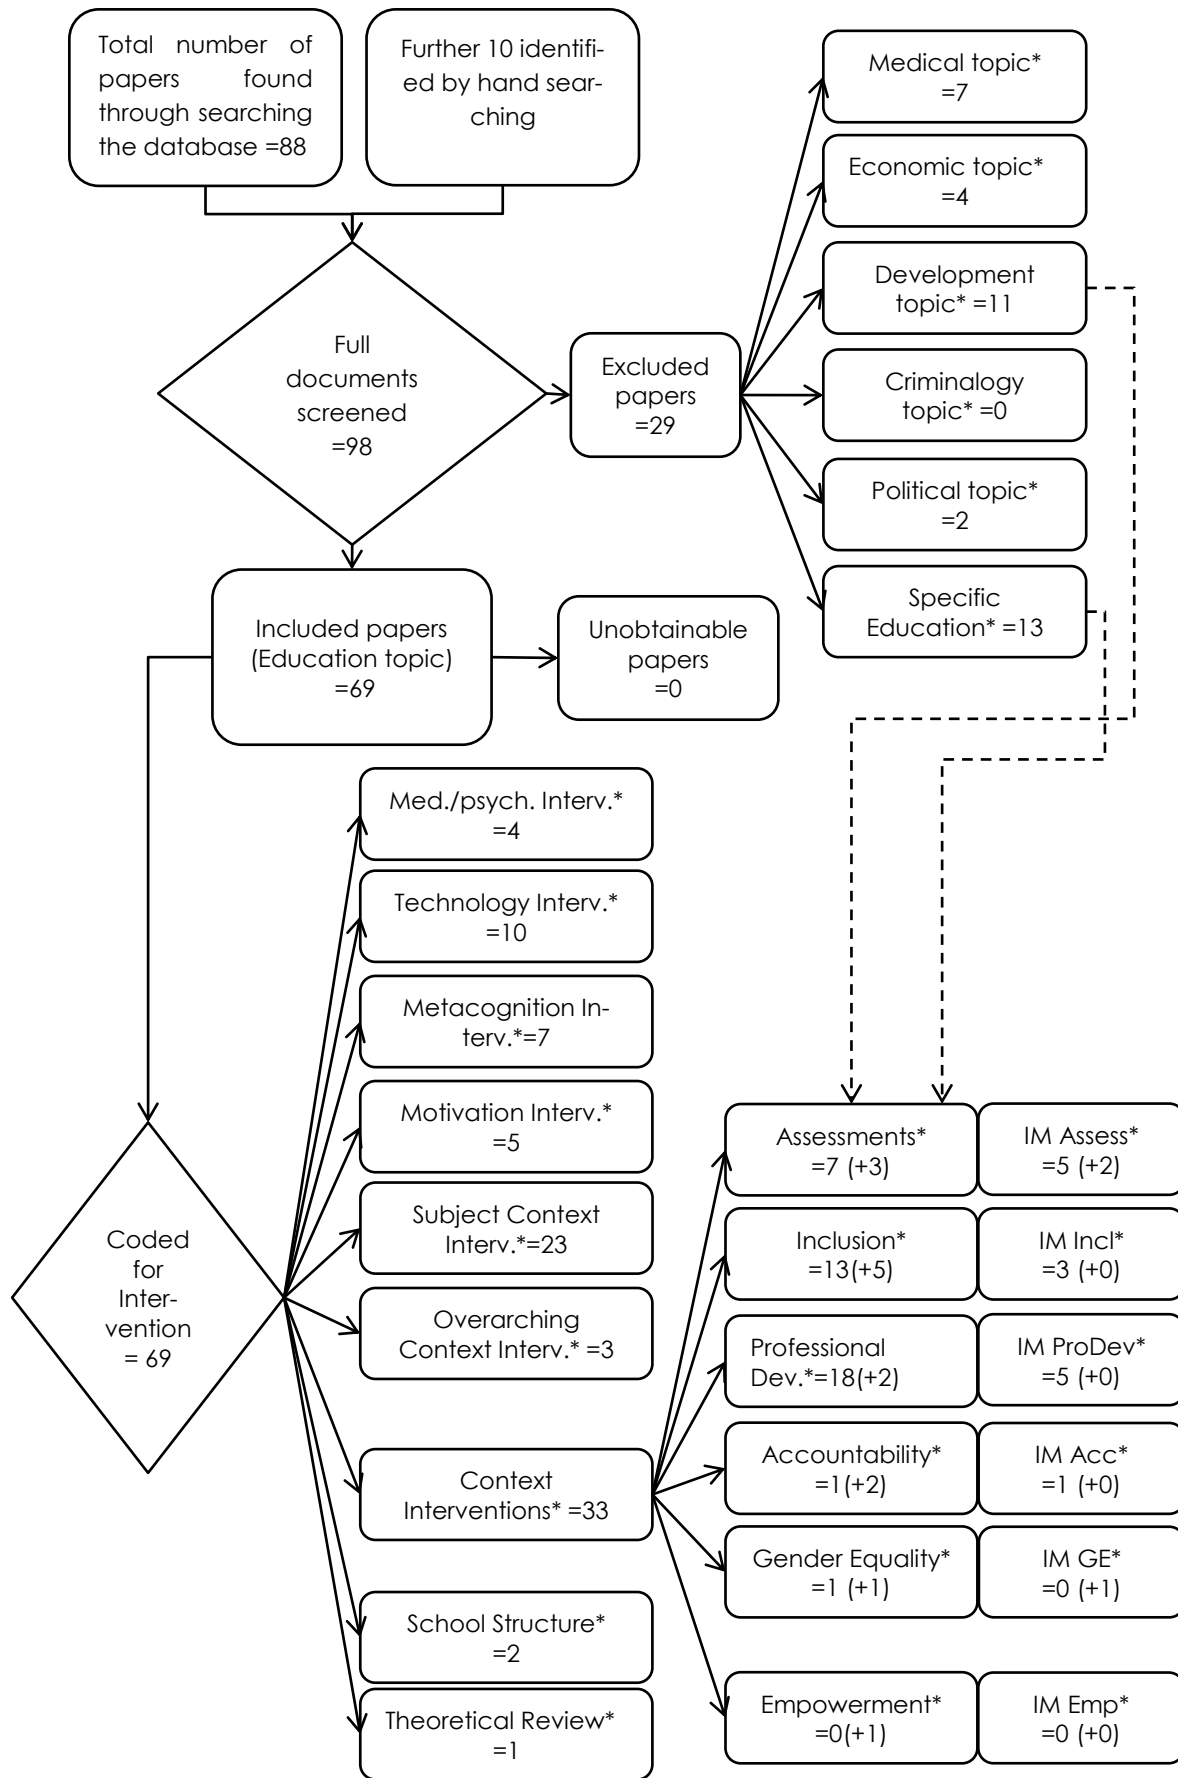 Total number of
papers found
through searching
the database =88
Further 10 identifi-
ed by hand sear-
ching
Full
documents
screened
=98
Excluded
papers
=29
Medical topic*
=7
Economic topic*
=4
Development
topic* =11
Criminalogy
topic* =0
Political topic*
=2
Specific
Education* =13
Included papers
(Education topic)
=69
Unobtainable
papers
=0
Coded
for
Inter-
vention
= 69
Med./psych. Interv.*
=4
Technology Interv.*
=10
Metacognition In-
terv.*=7
Motivation Interv.*
=5
Subject Context
Interv.*=23
Overarching
Context Interv.* =3
Context
Interventions* =33
School Structure*
=2
Theoretical Review*
=1
Assessments*
=7 (+3)
IM Assess*
=5 (+2)
Inclusion*
=13(+5)
IM Incl*
=3 (+0)
Professional
Dev.*=18(+2)
IM ProDev*
=5 (+0)
Accountability*
=1(+2)
IM Acc*
=1 (+0)
Gender Equality*
=1 (+1)
IM GE*
=0 (+1)
Empowerment*
=0(+1)
IM Emp*
=0 (+0)